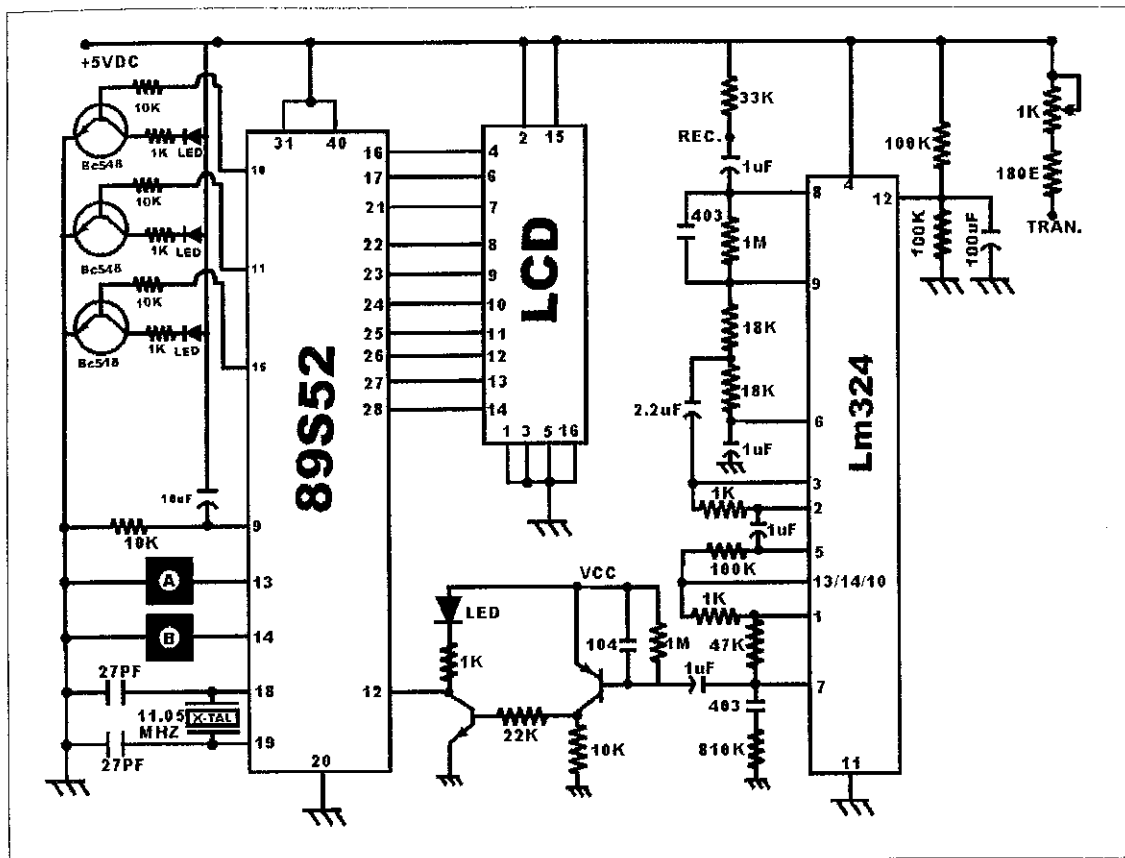 +5VDC
10K
1K
LED
Bc548
10K
1K
LED
Bc548
10K
1K
LED
Bc548
10uF
10K
A
B
27PF
11.05
MHZ
X-TAL
27PF
31
40
10
11
15
9
13
14
18
19
20
12
16
17
21
22
23
24
25
26
27
28
89S52
2
15
4
6
7
8
9
10
11
12
13
14
1
3
5
16
LCD
VCC
LED
1K
22K
10K
104
1M
1uF
33K
REC.
1uF
403
1M
18K
18K
2.2uF
1uF
1K
1uF
100K
1K
47K
403
810K
4
8
9
6
3
2
5
13/14/10
1
7
11
12
Lm324
100K
100K
100uF
1K
180E
TRAN.